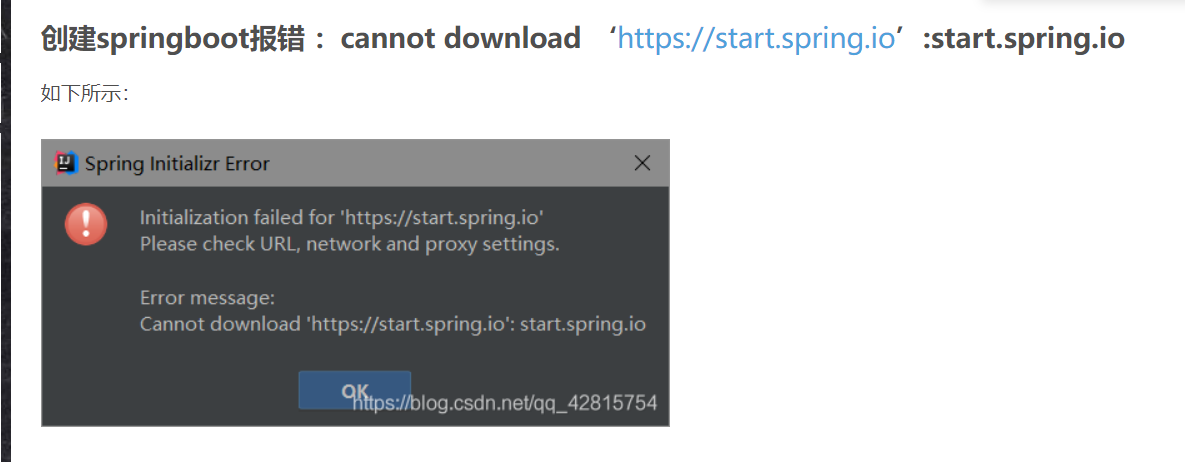 创建springboot报错 ：cannot download ‘https://start.spring.io’:start.spring.io
如下所示：
Spring Initializr Error
Initialization failed for 'https://start.spring.io'
Please check URL, network and proxy settings.
Error message:
Cannot download 'https://start.spring.io': start.spring.io
OK
https://blog.csdn.net/qq_42815754